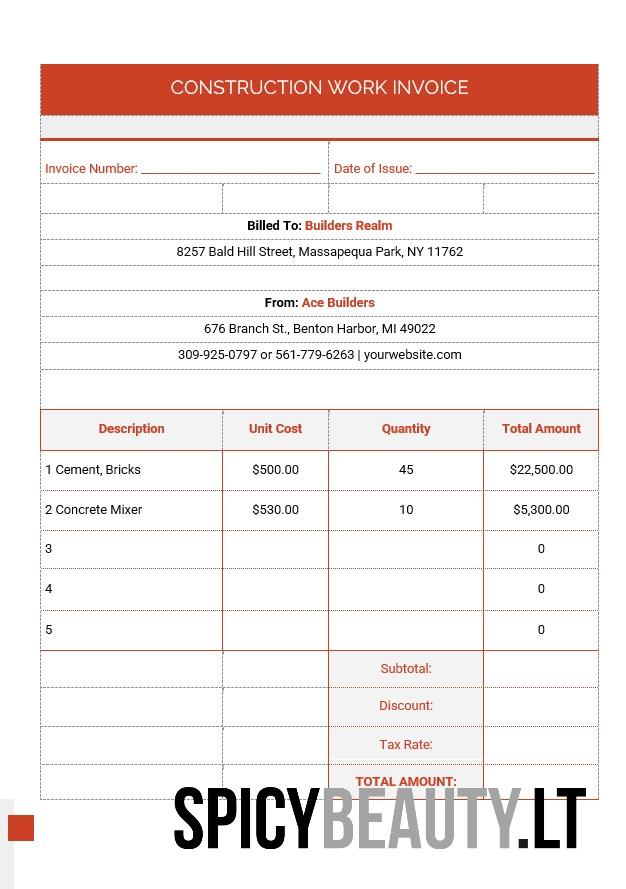 CONSTRUCTION WORK INVOICE
Invoice Number: ____________________________ Date of Issue: ____________________________
Billed To: Builders Realm
8257 Bald Hill Street, Massapequa Park, NY 11762
From: Ace Builders
676 Branch St., Benton Harbor, MI 49022
309-925-0797 or 561-779-6263 | yourwebsite.com
Description Unit Cost Quantity Total Amount
1 Cement, Bricks $500.00 45 $22,500.00
2 Concrete Mixer $530.00 10 $5,300.00
3 0
4 0
5 0
Subtotal:
Discount:
Tax Rate:
TOTAL AMOUNT:
SPICYBEAUTY.LT